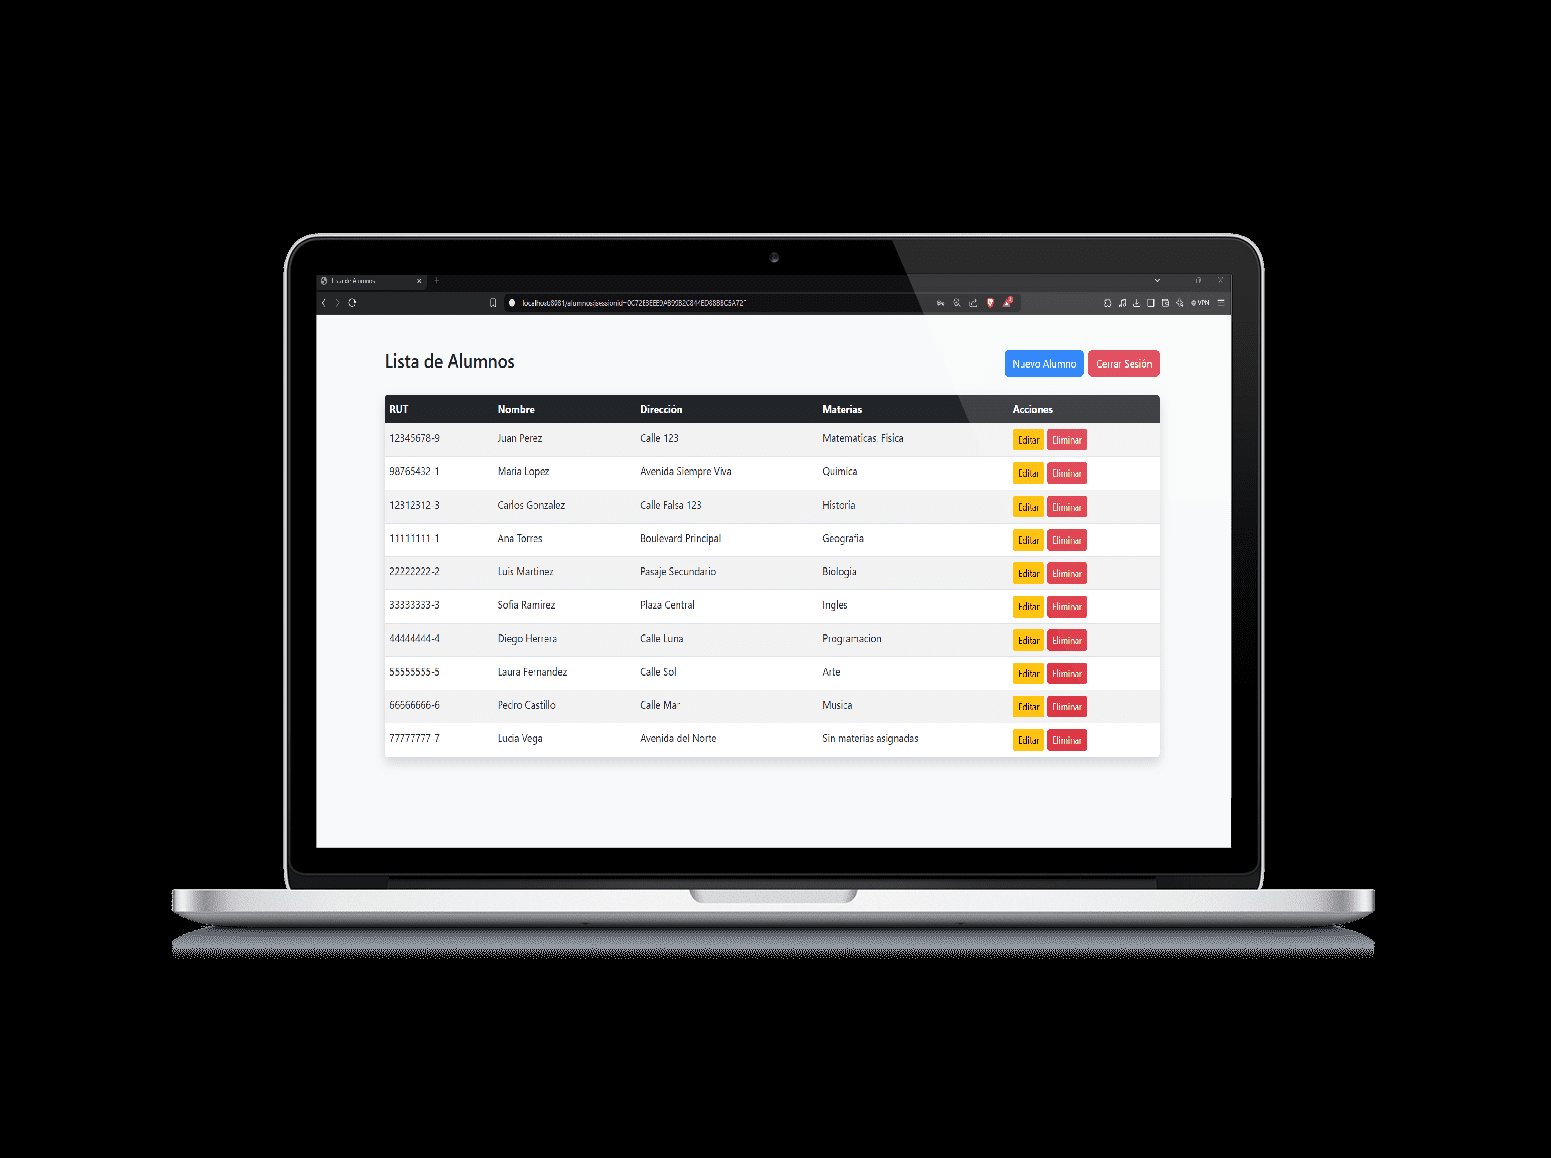 Lista de Alumnos
VPN
Lista de Alumnos
Nuevo Alumno Cerrar Sesión
RUT Nombre Dirección Materias Acciones
12345678-9 Juan Perez Calle 123 Matematicas, Fisica Editar Eliminar
98765432-1 Maria Lopez Avenida Siempre Viva Quimica Editar Eliminar
12312312-3 Carlos Gonzalez Calle Falsa 123 Historia Editar Eliminar
11111111-1 Ana Torres Boulevard Principal Geografia Editar Eliminar
22222222-2 Luis Martinez Pasaje Secundario Biologia Editar Eliminar
33333333-3 Sofia Ramirez Plaza Central Ingles Editar Eliminar
44444444-4 Diego Herrera Calle Luna Programacion Editar Eliminar
55555555-5 Laura Fernandez Calle Sol Arte Editar Eliminar
66666666-6 Pedro Castillo Calle Mar Musica Editar Eliminar
77777777-7 Lucia Vega Avenida del Norte Sin materias asignadas Editar Eliminar